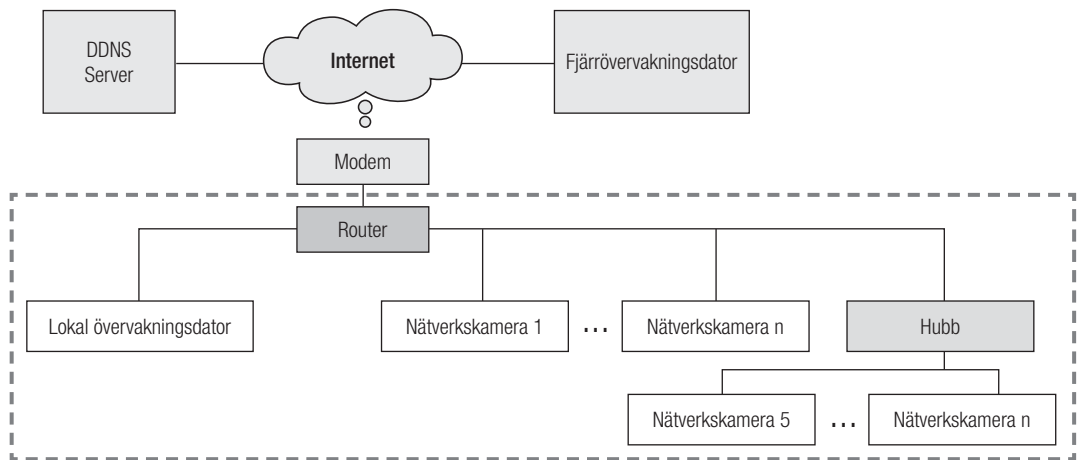 DDNS
Server
Internet
Fjärrövervakningsdator
Modem
Router
Lokal övervakningsdator
Nätverkskamera 1
...
Nätverkskamera n
Hubb
Nätverkskamera 5
...
Nätverkskamera n